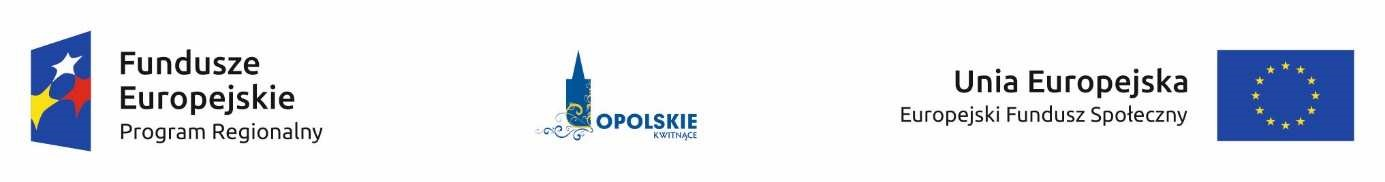 Fundusze
Europejskie
Program Regionalny
OPOLSKIE
KWITNĄCE
Unia Europejska
Europejski Fundusz Społeczny